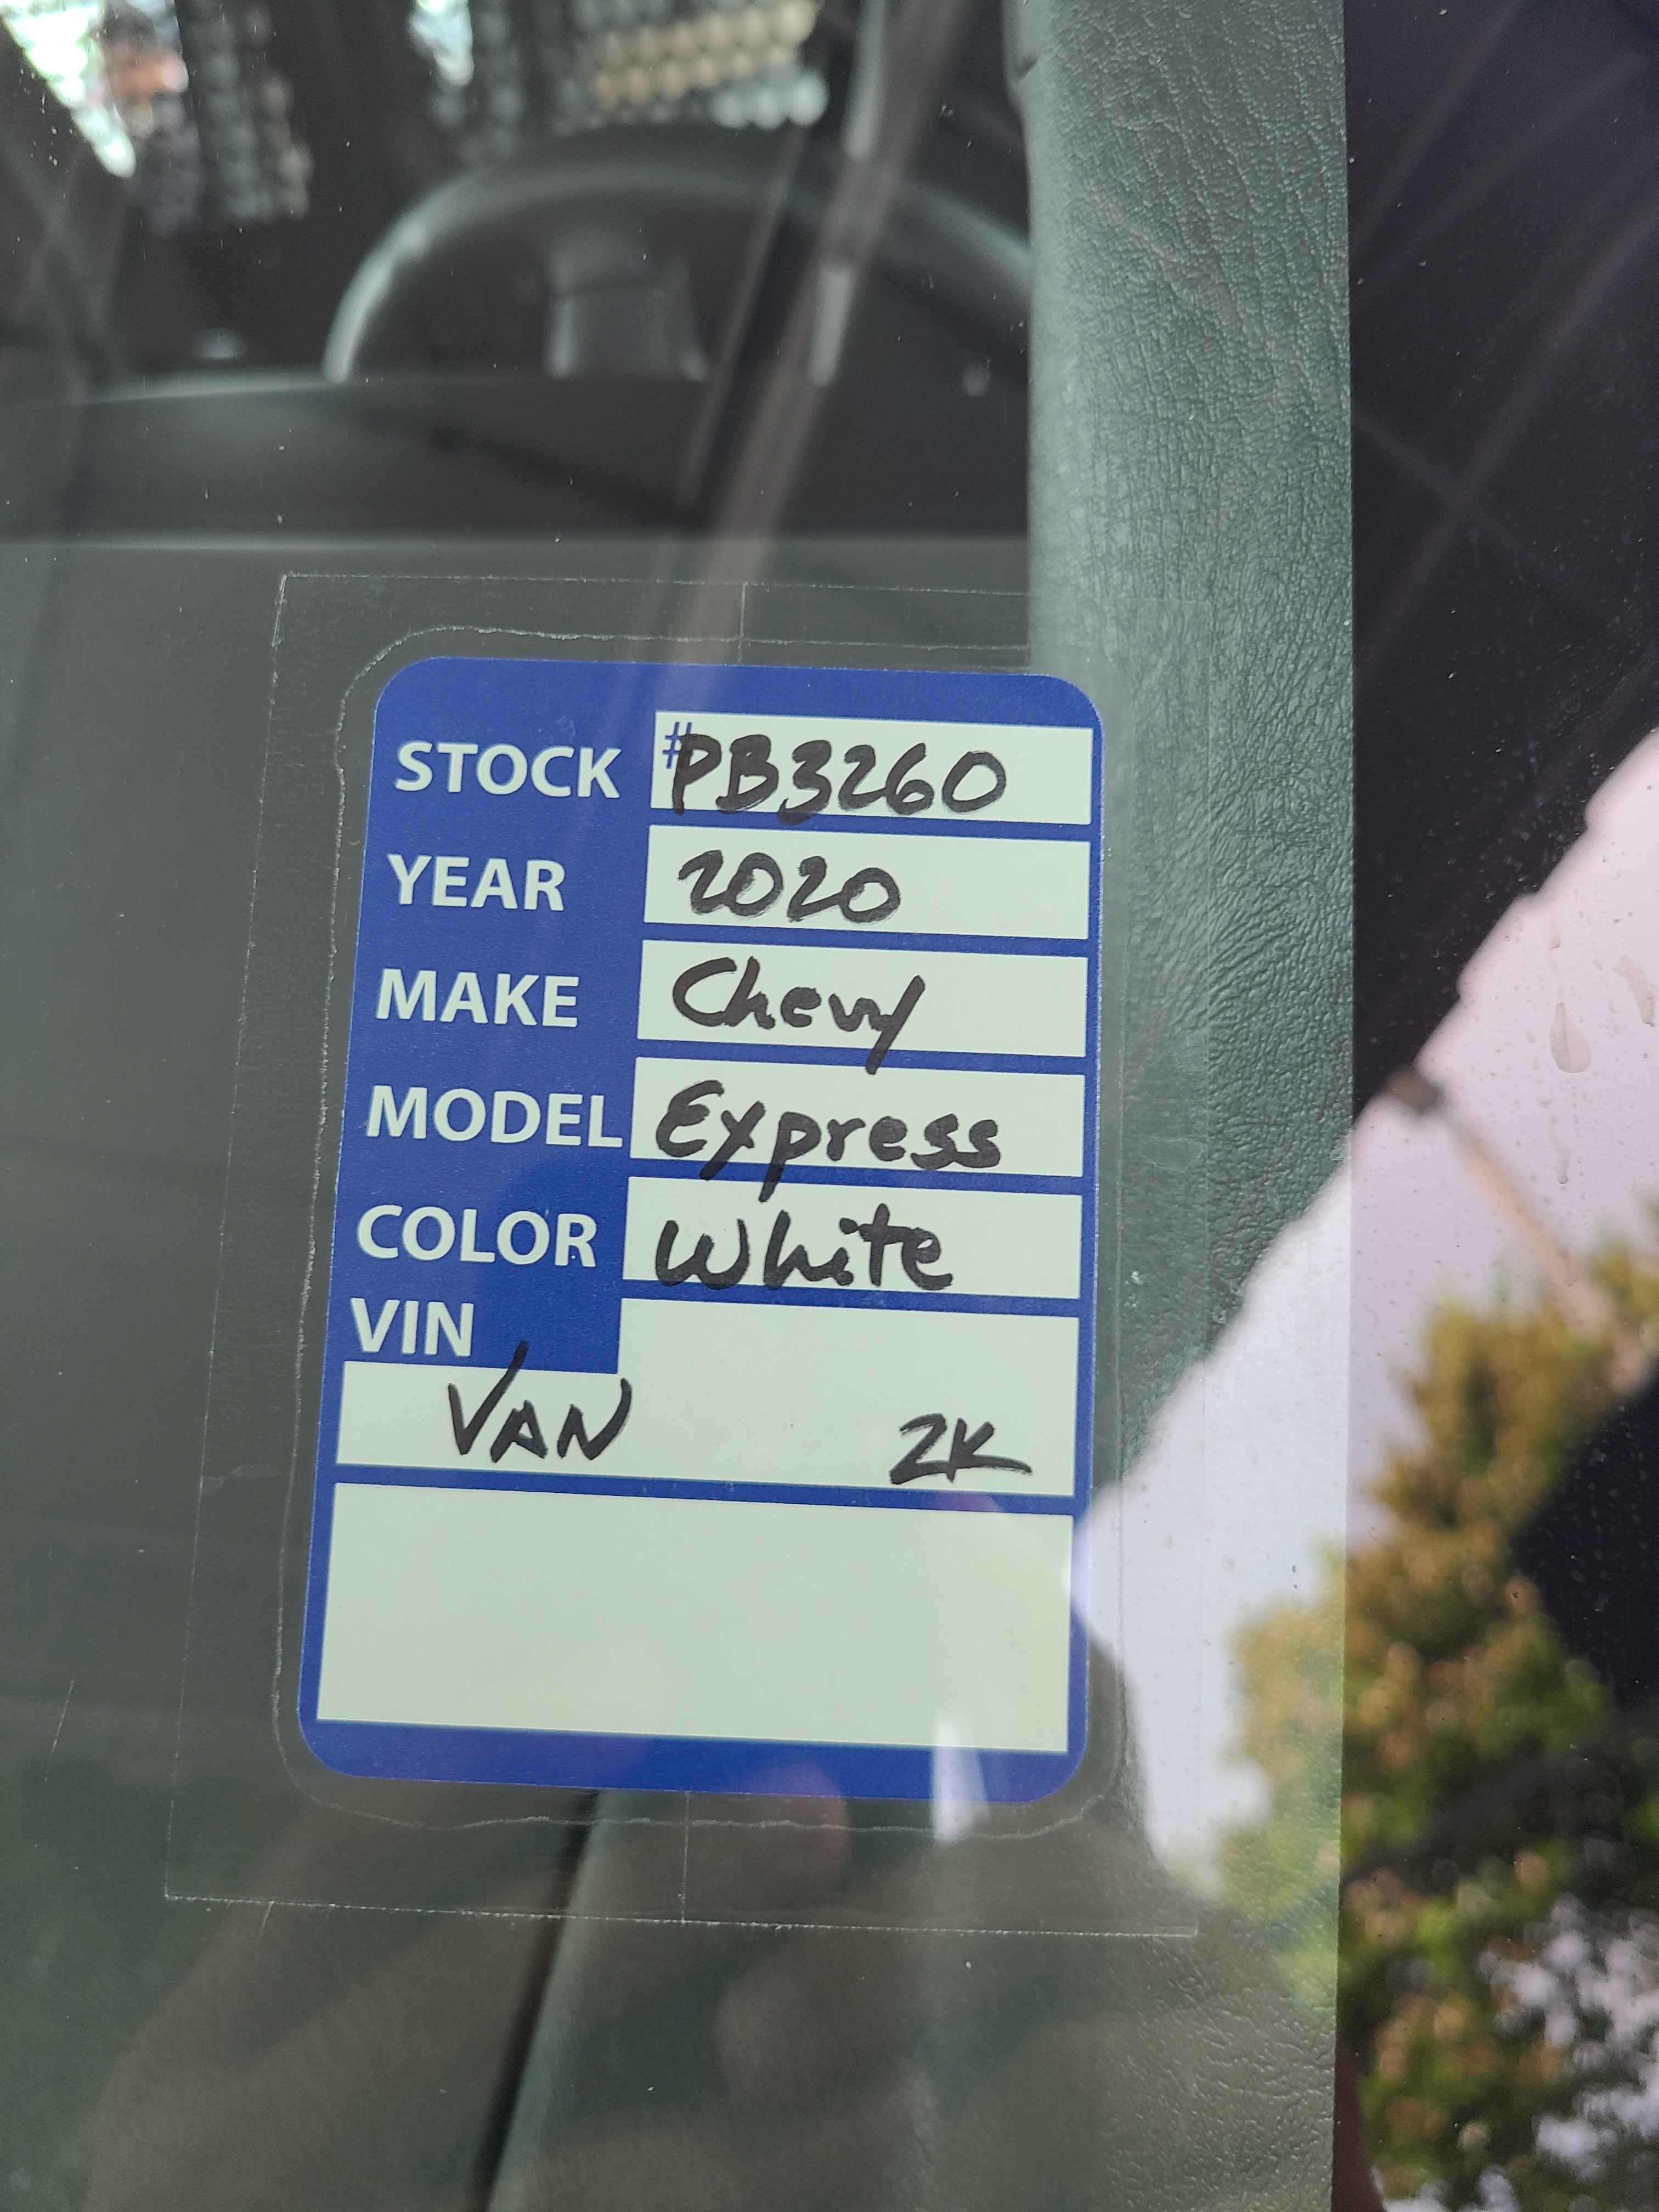 STOCK #PB3260
YEAR 2020
MAKE Chevy
MODEL Express
COLOR White
VIN
VAN 2K